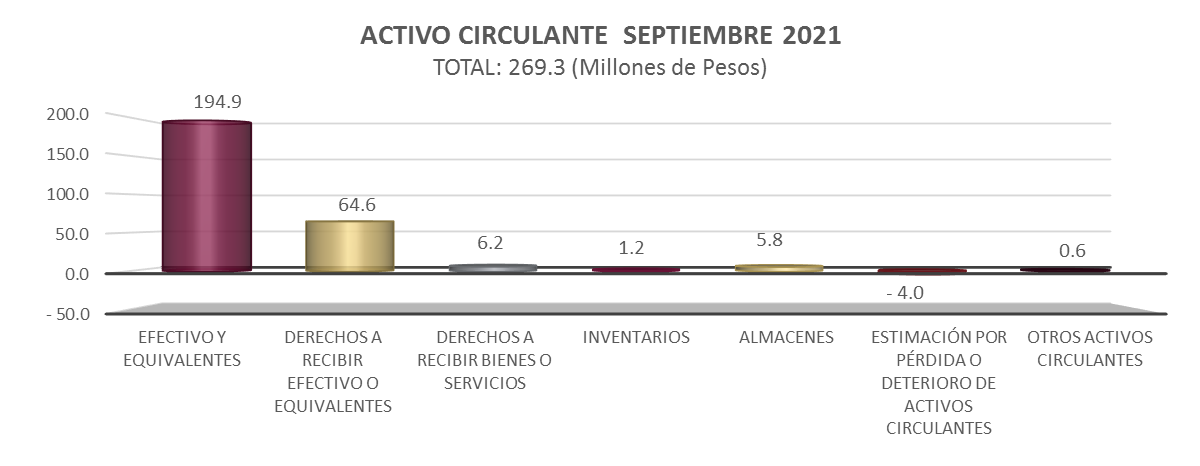 ACTIVO CIRCULANTE  SEPTIEMBRE 2021
TOTAL: 269.3 (Millones de Pesos)
200.0
150.0
100.0
50.0
0.0
- 50.0
194.9
64.6
6.2
1.2
5.8
- 4.0
0.6
EFECTIVO Y
EQUIVALENTES
DERECHOS A
RECIBIR
EFECTIVO O
EQUIVALENTES
DERECHOS A
RECIBIR BIENES O
SERVICIOS
INVENTARIOS
ALMACENES
ESTIMACIÓN POR
PÉRDIDA O
DETERIORO DE
ACTIVOS
CIRCULANTES
OTROS ACTIVOS
CIRCULANTES